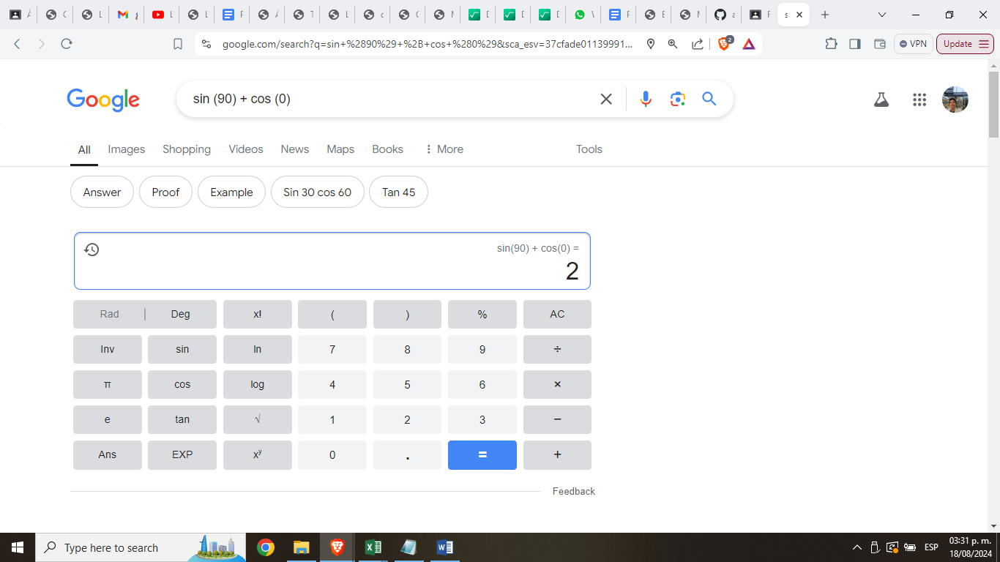 google.com/search?q=sin+%2890%29+%2B+cos+%280%29&sca_esv=37cfade01139991...
2
VPN
Update
Google
sin (90) + cos (0)
All
Images
Shopping
Videos
News
Maps
Books
More
Tools
Answer
Proof
Example
Sin 30 cos 60
Tan 45
sin(90) + cos(0) =
2
Rad | Deg
x!
(
)
%
AC
Inv
sin
ln
7
8
9
÷
π
cos
log
4
5
6
×
e
tan
√
1
2
3
−
Ans
EXP
xʸ
0
.
=
+
Feedback
Type here to search
ESP
03:31 p. m.
18/08/2024